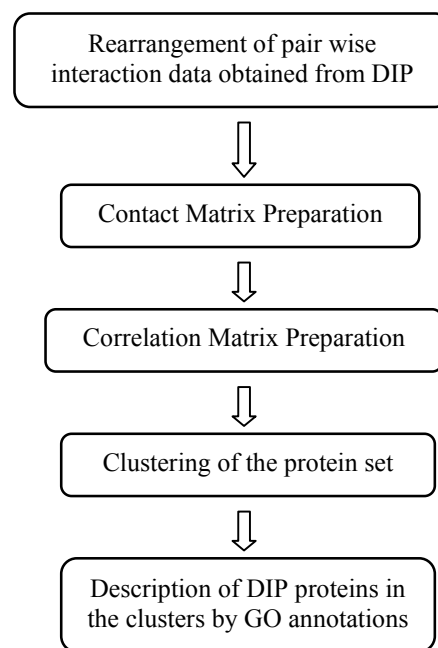 Rearrangement of pair wise
interaction data obtained from DIP
Contact Matrix Preparation
Correlation Matrix Preparation
Clustering of the protein set
Description of DIP proteins in
the clusters by GO annotations